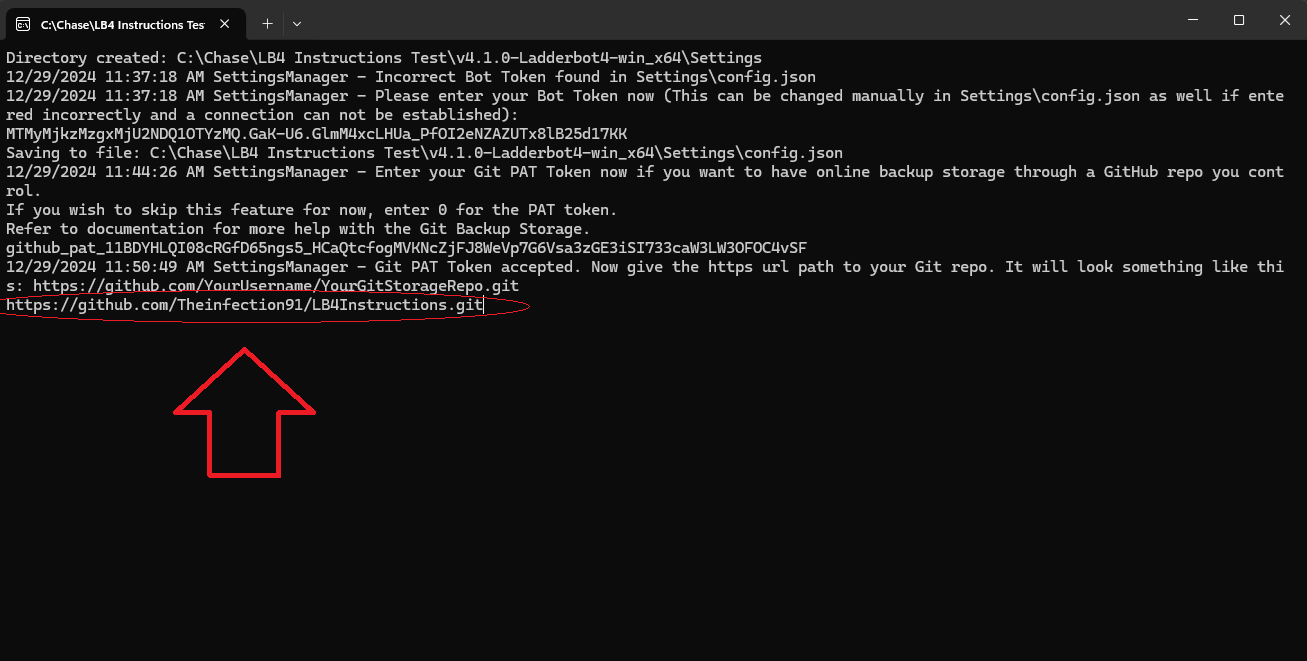 C:\Chase\LB4 Instructions Tes
Directory created: C:\Chase\LB4 Instructions Test\v4.1.0-Ladderbot4-win_x64\Settings
12/29/2024 11:37:18 AM SettingsManager - Incorrect Bot Token found in Settings\config.json
12/29/2024 11:37:18 AM SettingsManager - Please enter your Bot Token now (This can be changed manually in Settings\config.json as well if ente
red incorrectly and a connection can not be established):
MTMyMjkzMzgxMjU2NDQ1OTYzMQ.GaK-U6.GlmM4xcLHUa_PfOI2eNZAZUTx8lB25d17KK
Saving to file: C:\Chase\LB4 Instructions Test\v4.1.0-Ladderbot4-win_x64\Settings\config.json
12/29/2024 11:44:26 AM SettingsManager - Enter your Git PAT Token now if you want to have online backup storage through a GitHub repo you cont
rol.
If you wish to skip this feature for now, enter 0 for the PAT token.
Refer to documentation for more help with the Git Backup Storage.
github_pat_11BDYHLQI08cRGfD65ngs5_HCaQtcfogMVKNcZjFJ8WeVp7G6Vsa3zGE3iSI733caW3LW3OFOC4vSF
12/29/2024 11:50:49 AM SettingsManager - Git PAT Token accepted. Now give the https url path to your Git repo. It will look something like thi
s: https://github.com/YourUsername/YourGitStorageRepo.git
https://github.com/Theinfection91/LB4Instructions.git